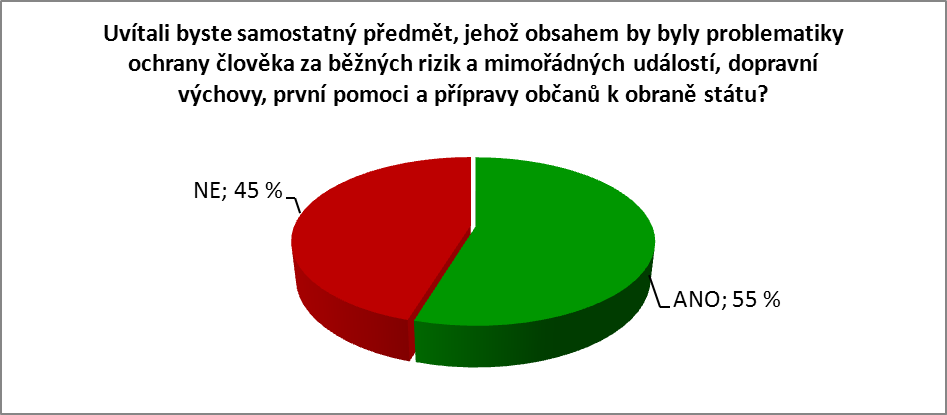 Uvítali byste samostatný předmět, jehož obsahem by byly problematiky
ochrany člověka za běžných rizik a mimořádných událostí, dopravní
výchovy, první pomoci a přípravy občanů k obraně státu?
NE; 45 %
ANO; 55 %